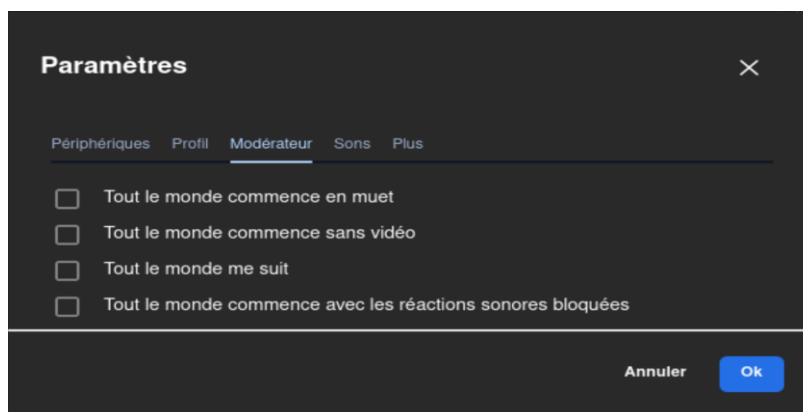 Paramètres
Périphériques Profil Modérateur Sons Plus
Tout le monde commence en muet
Tout le monde commence sans vidéo
Tout le monde me suit
Tout le monde commence avec les réactions sonores bloquées
Annuler Ok